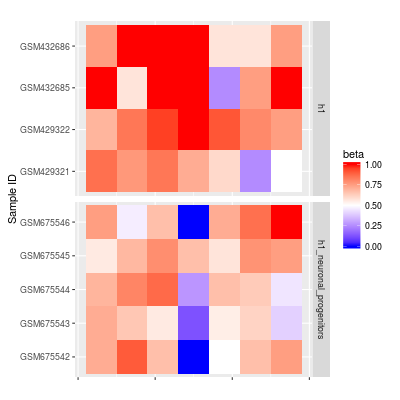 Sample ID
GSM432686
GSM432685
GSM429322
GSM429321
h1
GSM675546
GSM675545
GSM675544
GSM675543
GSM675542
h1_neuronal_progenitors
beta
1.00
0.75
0.50
0.25
0.00